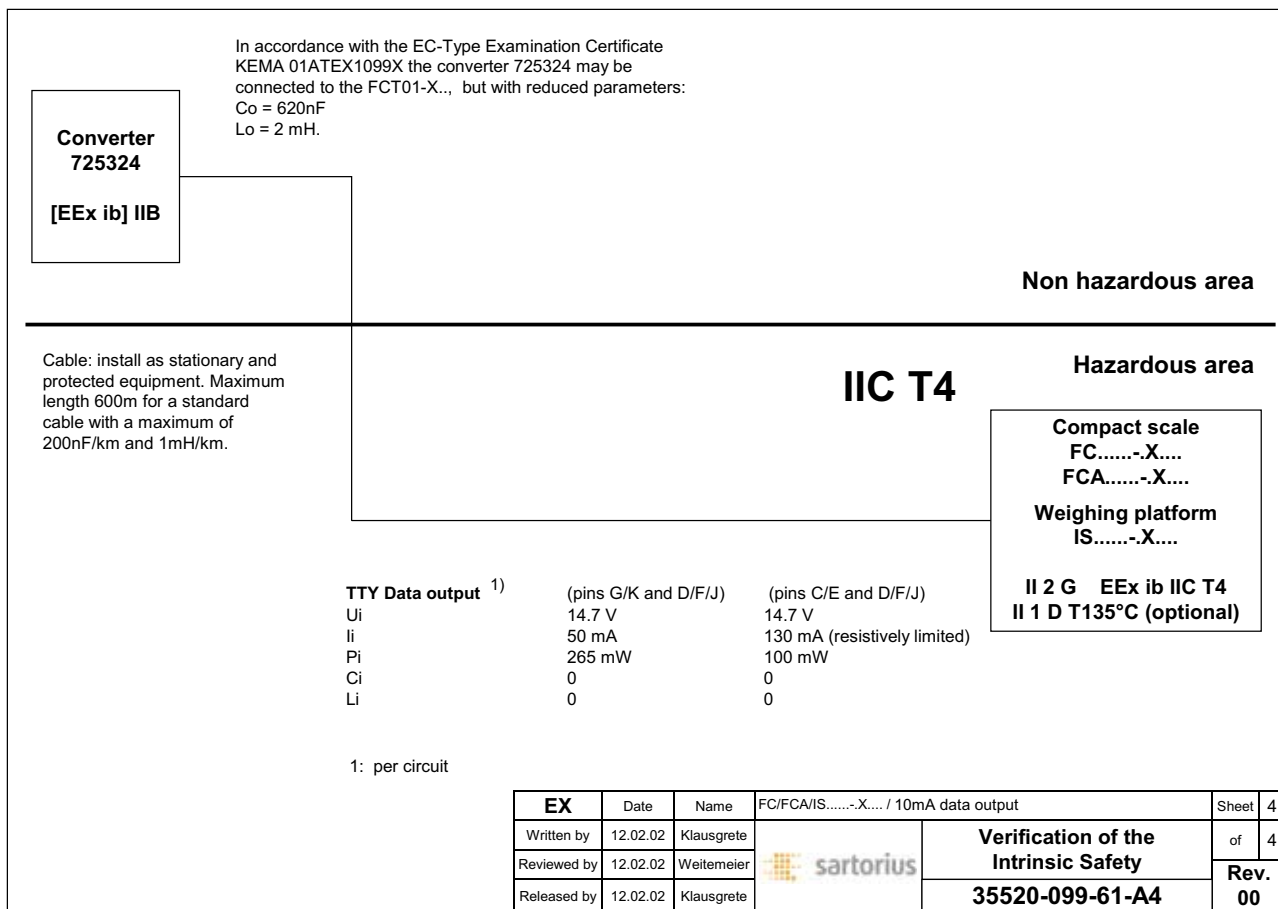 In accordance with the EC-Type Examination Certificate
KEMA 01ATEX1099X the converter 725324 may be
connected to the FCT01-X.., but with reduced parameters:
Co = 620nF
Lo = 2 mH.
Converter
725324
[EEx ib] IIB
Non hazardous area
Cable: install as stationary and
protected equipment. Maximum
length 600m for a standard
cable with a maximum of
200nF/km and 1mH/km.
Hazardous area
IIC T4
Compact scale
FC......-.X....
FCA......-.X....
Weighing platform
IS......-.X....
II 2 G EEx ib IIC T4
II 1 D T135°C (optional)
TTY Data output 1) (pins G/K and D/F/J) (pins C/E and D/F/J)
Ui 14.7 V 14.7 V
Ii 50 mA 130 mA (resistively limited)
Pi 265 mW 100 mW
Ci 0 0
Li 0 0
1: per circuit
EX Date Name FC/FCA/IS......-.X.... / 10mA data output Sheet 4
Written by 12.02.02 Klausgrete Verification of the of 4
Reviewed by 12.02.02 Weitemeier sartorius Intrinsic Safety Rev.
Released by 12.02.02 Klausgrete 35520-099-61-A4 00